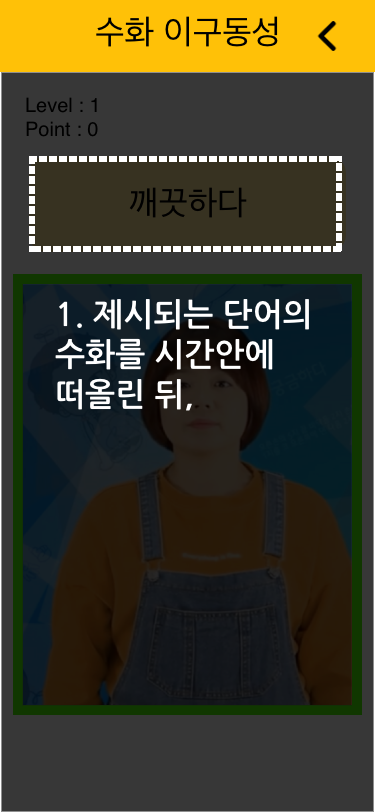 수화 이구동성
Level : 1
Point : 0
깨끗하다
1. 제시되는 단어의
수화를 시간안에
떠올린 뒤,